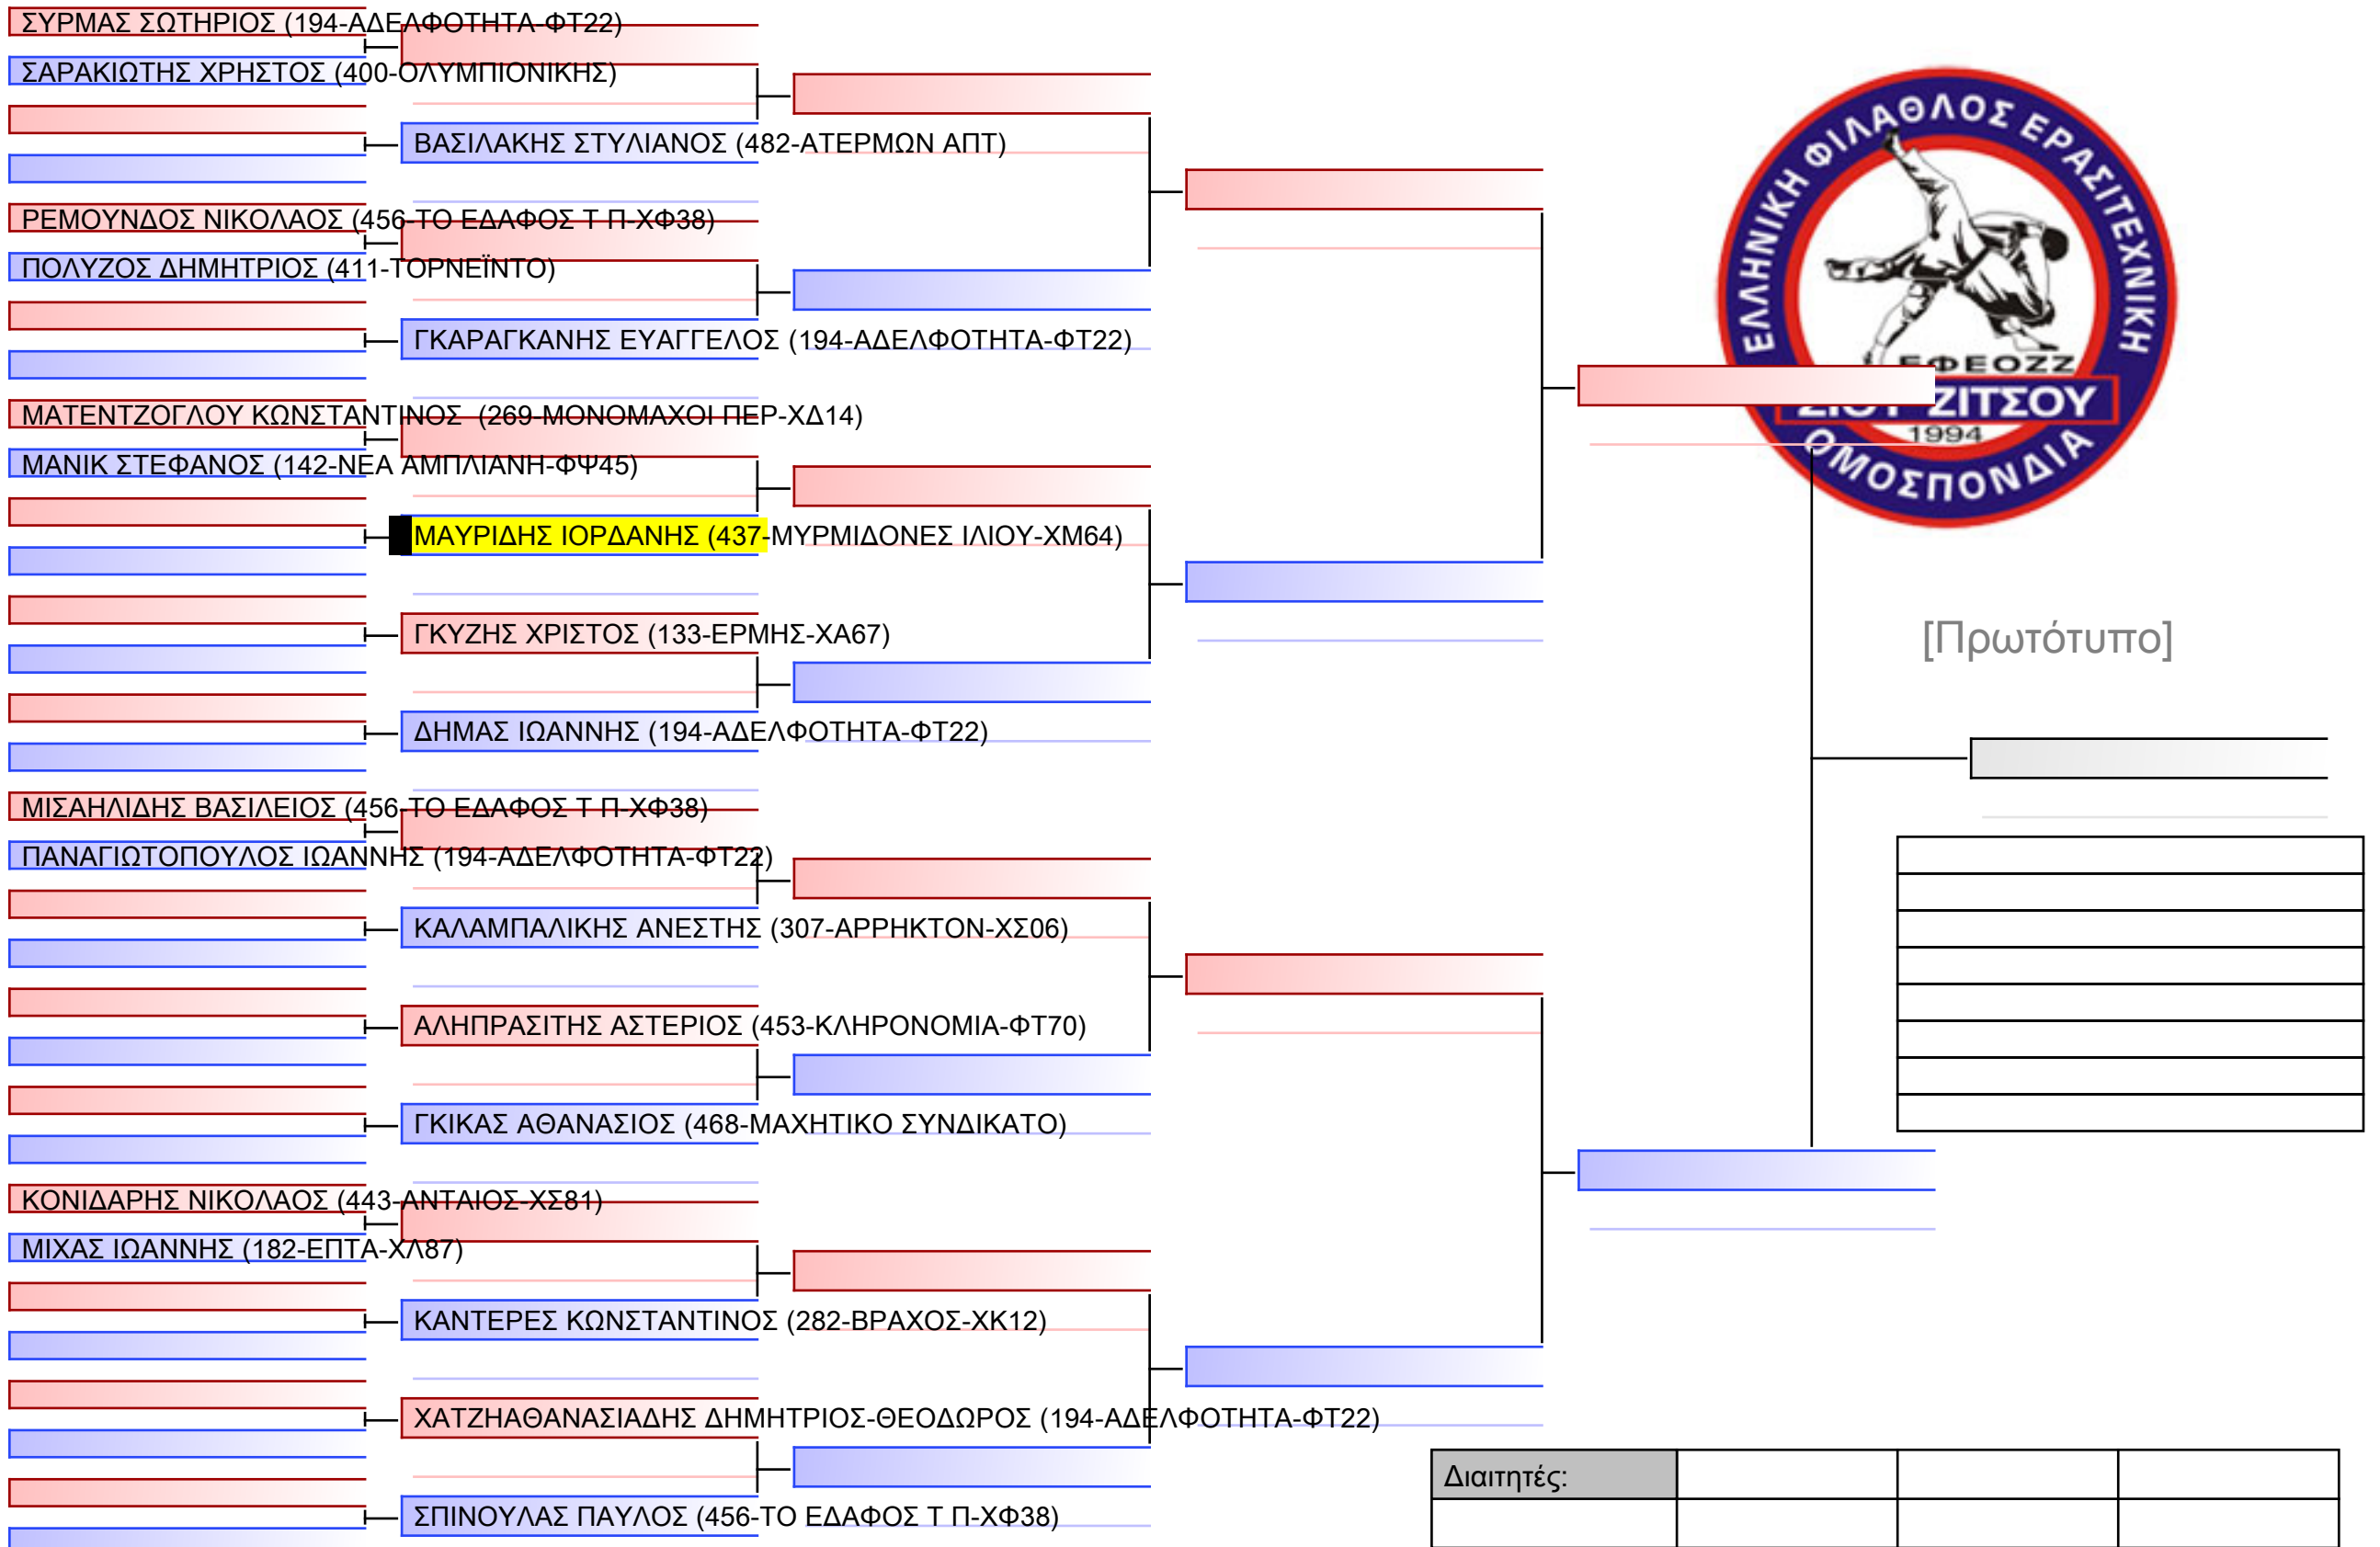 ΣΥΡΜΑΣ ΣΩΤΗΡΙΟΣ (194-ΑΔΕΛΦΟΤΗΤΑ-ΦΤ22)
ΣΑΡΑΚΙΩΤΗΣ ΧΡΗΣΤΟΣ (400-ΟΛΥΜΠΙΟΝΙΚΗΣ)
ΒΑΣΙΛΑΚΗΣ ΣΤΥΛΙΑΝΟΣ (482-ΑΤΕΡΜΩΝ ΑΠΤ)
ΡΕΜΟΥΝΔΟΣ ΝΙΚΟΛΑΟΣ (456-ΤΟ ΕΔΑΦΟΣ Τ Π-ΧΦ38)
ΠΟΛΥΖΟΣ ΔΗΜΗΤΡΙΟΣ (411-ΤΟΡΝΕΪΝΤΟ)
ΓΚΑΡΑΓΚΑΝΗΣ ΕΥΑΓΓΕΛΟΣ (194-ΑΔΕΛΦΟΤΗΤΑ-ΦΤ22)
ΜΑΤΕΝΤΖΟΓΛΟΥ ΚΩΝΣΤΑΝΤΙΝΟΣ (269-ΜΟΝΟΜΑΧΟΙ ΠΕΡ-ΧΔ14)
ΜΑΝΙΚ ΣΤΕΦΑΝΟΣ (142-ΝΕΑ ΑΜΠΛΙΑΝΗ-ΦΨ45)
ΜΑΥΡΙΔΗΣ ΙΟΡΔΑΝΗΣ (437-ΜΥΡΜΙΔΟΝΕΣ ΙΛΙΟΥ-ΧΜ64)
ΓΚΥΖΗΣ ΧΡΙΣΤΟΣ (133-ΕΡΜΗΣ-ΧΑ67)
ΔΗΜΑΣ ΙΩΑΝΝΗΣ (194-ΑΔΕΛΦΟΤΗΤΑ-ΦΤ22)
ΜΙΣΑΗΛΙΔΗΣ ΒΑΣΙΛΕΙΟΣ (456-ΤΟ ΕΔΑΦΟΣ Τ Π-ΧΦ38)
ΠΑΝΑΓΙΩΤΟΠΟΥΛΟΣ ΙΩΑΝΝΗΣ (194-ΑΔΕΛΦΟΤΗΤΑ-ΦΤ22)
ΚΑΛΑΜΠΑΛΙΚΗΣ ΑΝΕΣΤΗΣ (307-ΑΡΡΗΚΤΟΝ-ΧΣ06)
ΑΛΗΠΡΑΣΙΤΗΣ ΑΣΤΕΡΙΟΣ (453-ΚΛΗΡΟΝΟΜΙΑ-ΦΤ70)
ΓΚΙΚΑΣ ΑΘΑΝΑΣΙΟΣ (468-ΜΑΧΗΤΙΚΟ ΣΥΝΔΙΚΑΤΟ)
ΚΟΝΙΔΑΡΗΣ ΝΙΚΟΛΑΟΣ (443-ΑΝΤΑΙΟΣ-ΧΣ81)
ΜΙΧΑΣ ΙΩΑΝΝΗΣ (182-ΕΠΤΑ-ΧΛ87)
ΚΑΝΤΕΡΕΣ ΚΩΝΣΤΑΝΤΙΝΟΣ (282-ΒΡΑΧΟΣ-ΧΚ12)
ΧΑΤΖΗΑΘΑΝΑΣΙΑΔΗΣ ΔΗΜΗΤΡΙΟΣ-ΘΕΟΔΩΡΟΣ (194-ΑΔΕΛΦΟΤΗΤΑ-ΦΤ22)
ΣΠΙΝΟΥΛΑΣ ΠΑΥΛΟΣ (456-ΤΟ ΕΔΑΦΟΣ Τ Π-ΧΦ38)
ΕΛΛΗΝΙΚΗ ΦΙΛΑΘΛΟΣ ΕΡΑΣΙΤΕΧΝΙΚΗ
ΕΦΕΟΖΖ
ΖΙΟΥ ΖΙΤΣΟΥ
1994
ΟΜΟΣΠΟΝΔΙΑ
[Πρωτότυπο]
Διαιτητές: